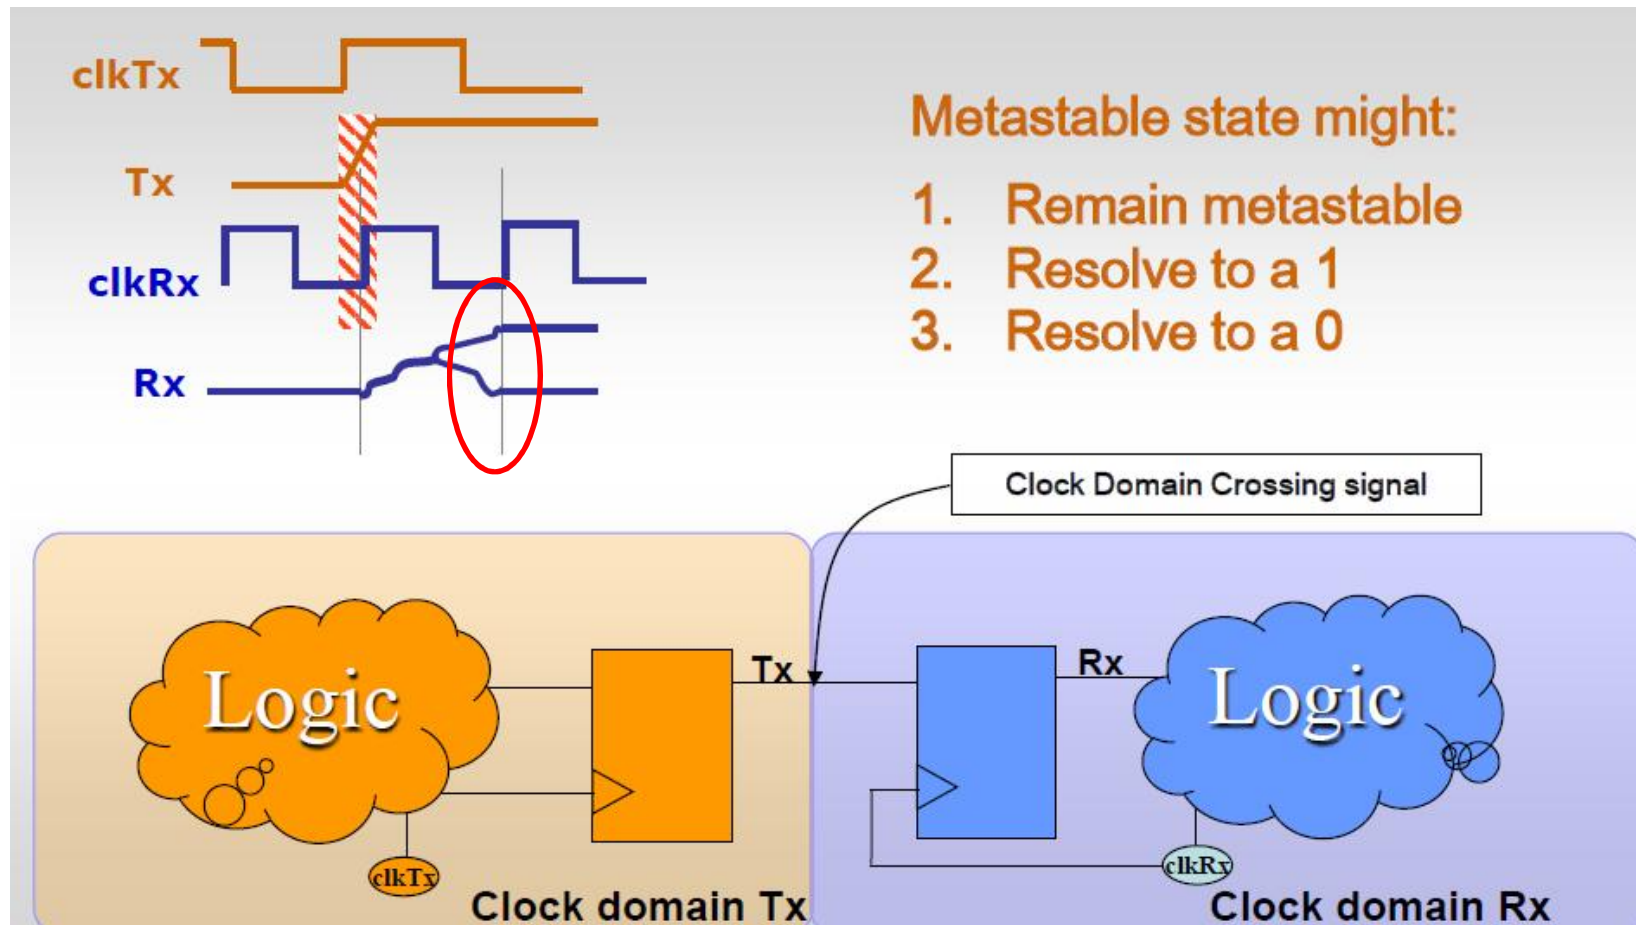 clkTx
Tx
clkRx
Rx
Metastable state might:
1. Remain metastable
2. Resolve to a 1
3. Resolve to a 0
Clock Domain Crossing signal
Logic
Tx
Rx
Logic
clkTx
clkRx
Clock domain Tx
Clock domain Rx